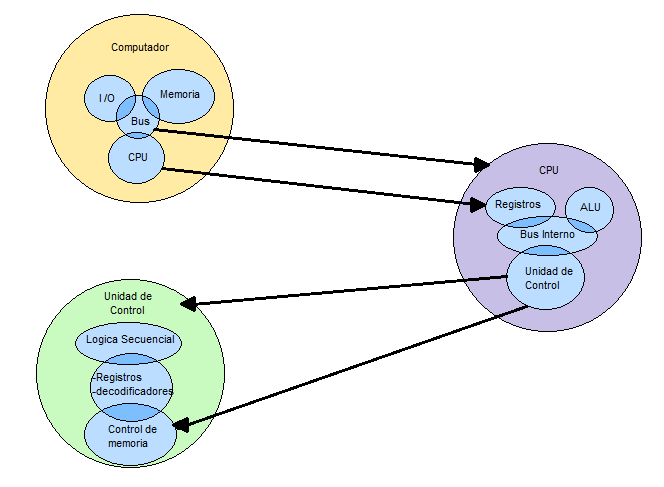 Computador
I /O
Memoria
Bus
CPU
CPU
Registros
ALU
Bus Interno
Unidad de
Control
Unidad de
Control
Logica Secuencial
-Registros
-decodificadores
Control de
memoria